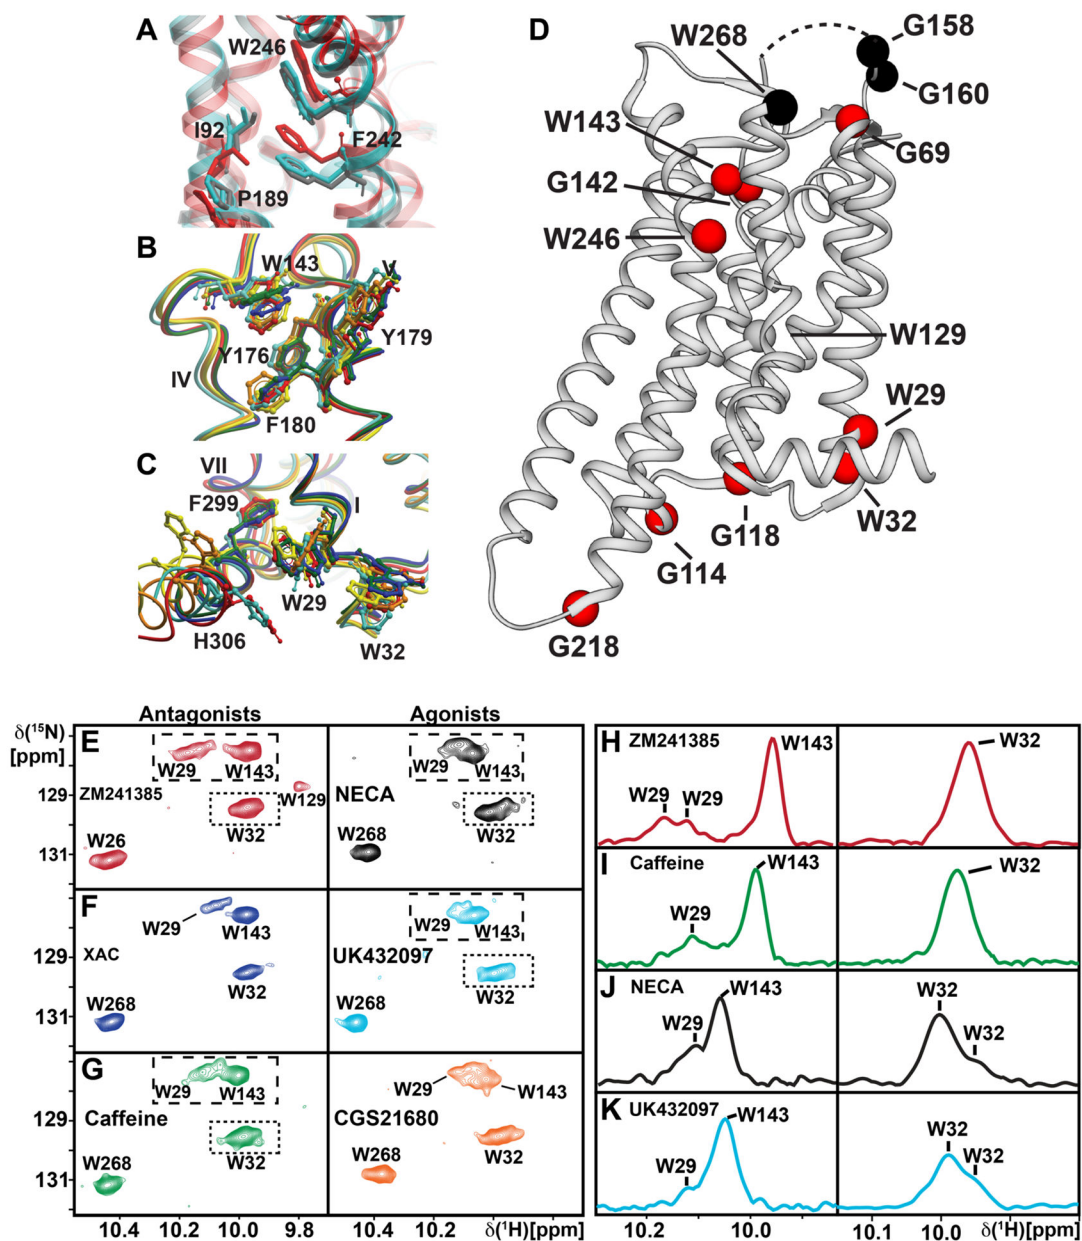 A
W246
I92
F242
P189
B
W143
V
Y176
Y179
IV
F180
C
VII
F299
I
W29
H306
W32
D
W268
G158
G160
W143
G69
G142
W246
W129
W29
W32
G118
G114
G218
Antagonists
Agonists
δ(¹⁵N)
[ppm]
E
W29
W143
ZM241385
129
W129
W32
W26
131
W29
W143
NECA
W32
W268
F
W29
W143
XAC
129
W32
W268
131
W29
W143
UK432097
W32
W268
G
W29
W143
Caffeine
129
W32
W268
131
W29
W143
CGS21680
W32
W268
10.4
10.2
10.0
9.8
10.4
10.2
δ(¹H)[ppm]
H
ZM241385
W143
W29
W29
W32
I
Caffeine
W143
W29
W32
J
NECA
W143
W29
W32
W32
K
UK432097
W143
W29
W32
W32
10.2
10.0
10.1
10.0
δ(¹H)[ppm]